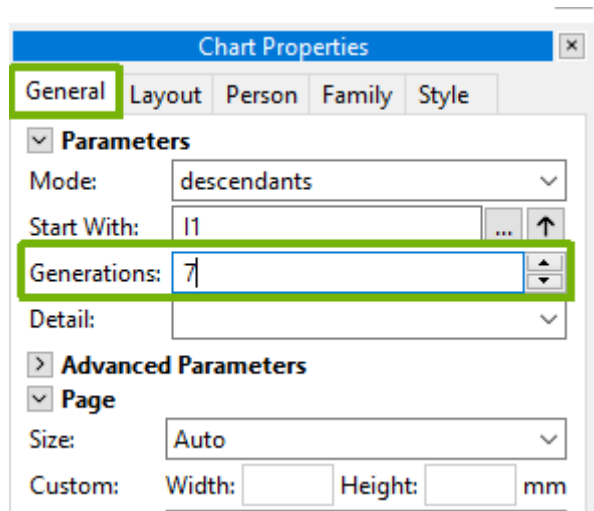 Chart Properties
General Layout Person Family Style
Parameters
Mode: descendants
Start With: I1 ...
Generations: 7
Detail:
Advanced Parameters
Page
Size: Auto
Custom: Width: Height: mm